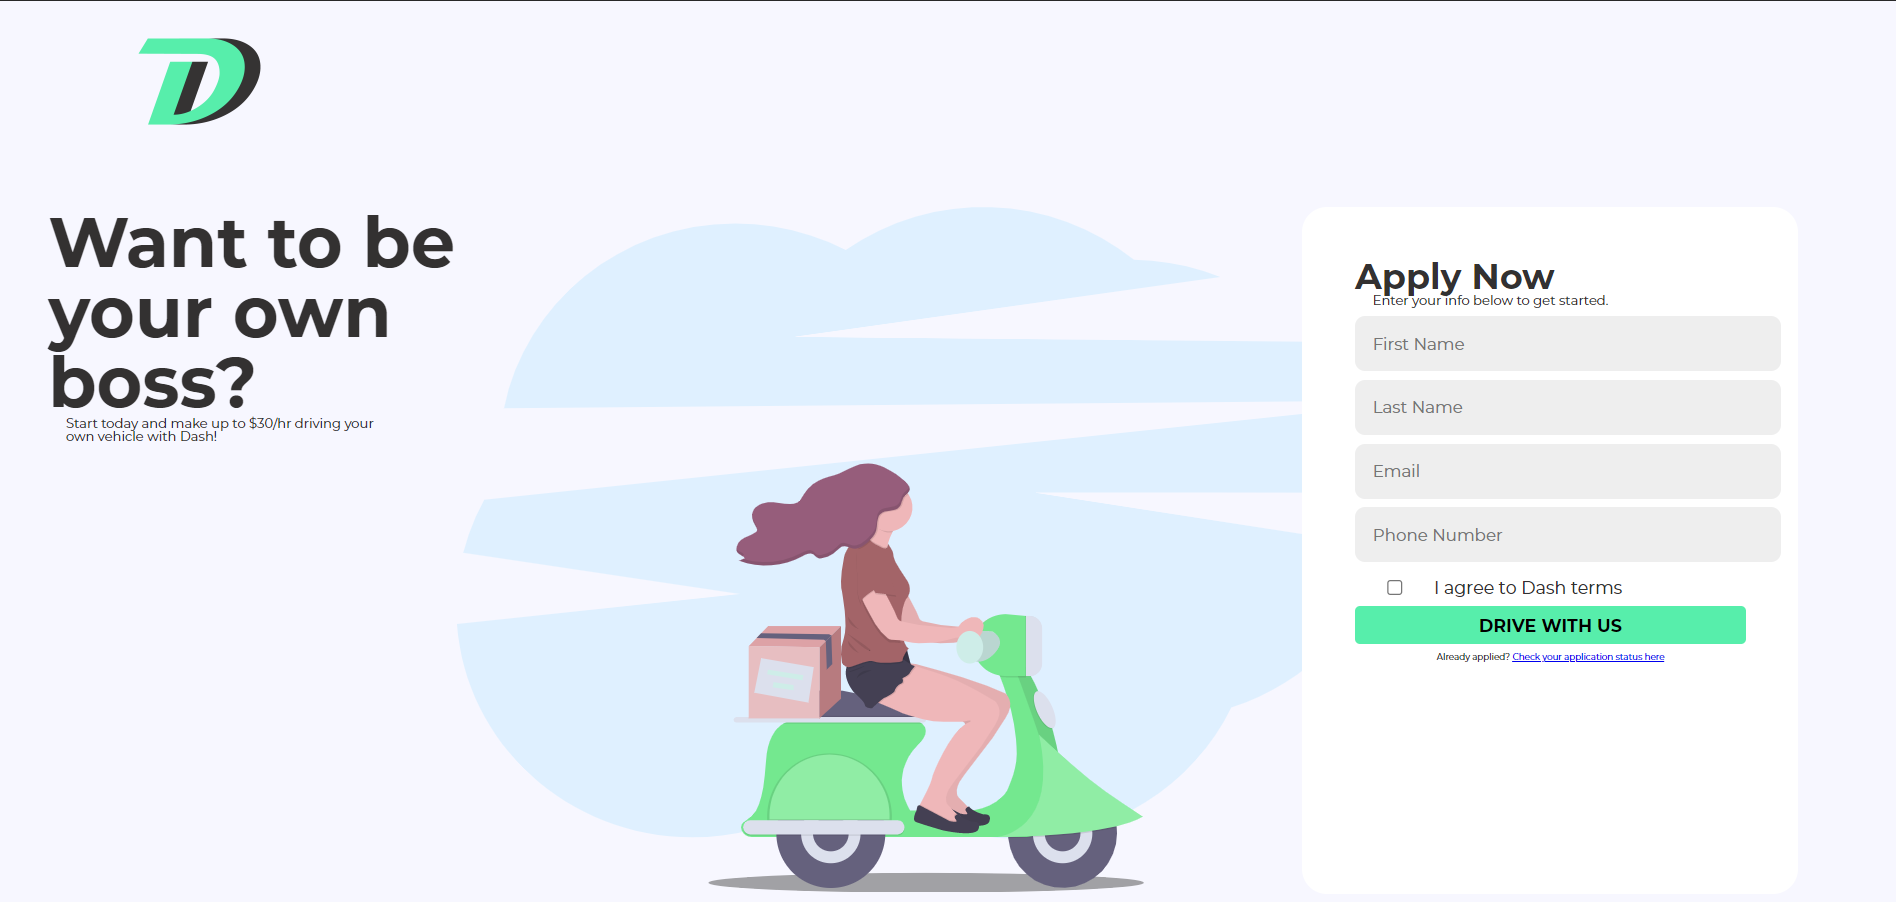 Want to be
your own
boss?
Start today and make up to $30/hr driving your
own vehicle with Dash!
Apply Now
Enter your info below to get started.
First Name
Last Name
Email
Phone Number
I agree to Dash terms
DRIVE WITH US
Already applied? Check your application status here